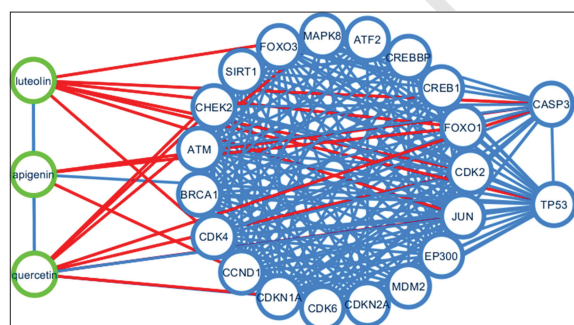 luteolin
apigenin
quercetin
FOXO3
MAPK8
ATF2
CREBBP
SIRT1
CREB1
CHEK2
FOXO1
CASP3
ATM
CDK2
BRCA1
JUN
TP53
CDK4
EP300
CCND1
MDM2
CDKN1A
CDK6
CDKN2A